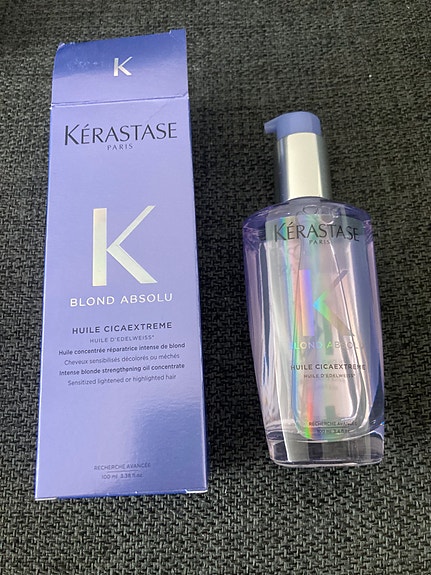 K
KÉRASTASE
PARIS
K
BLOND ABSOLU
HUILE CICAEXTREME
HUILE D'EDELWEISS*
Huile concentrée réparatrice intense de blond
Cheveux sensibilisés décolorés, ou méchés
Intense blonde strengthgning oil concentrate
Sensitized lightened or highlighted hair
RECHERCHE AVANCÉE
100 ml 3.38 fl.oz
KÉRASTASE
PARIS
K
BLOND ABSOLU
HUILE CICAEXTREME
HUILE D'EDELWEISS*
RECHERCHE AVANCÉE